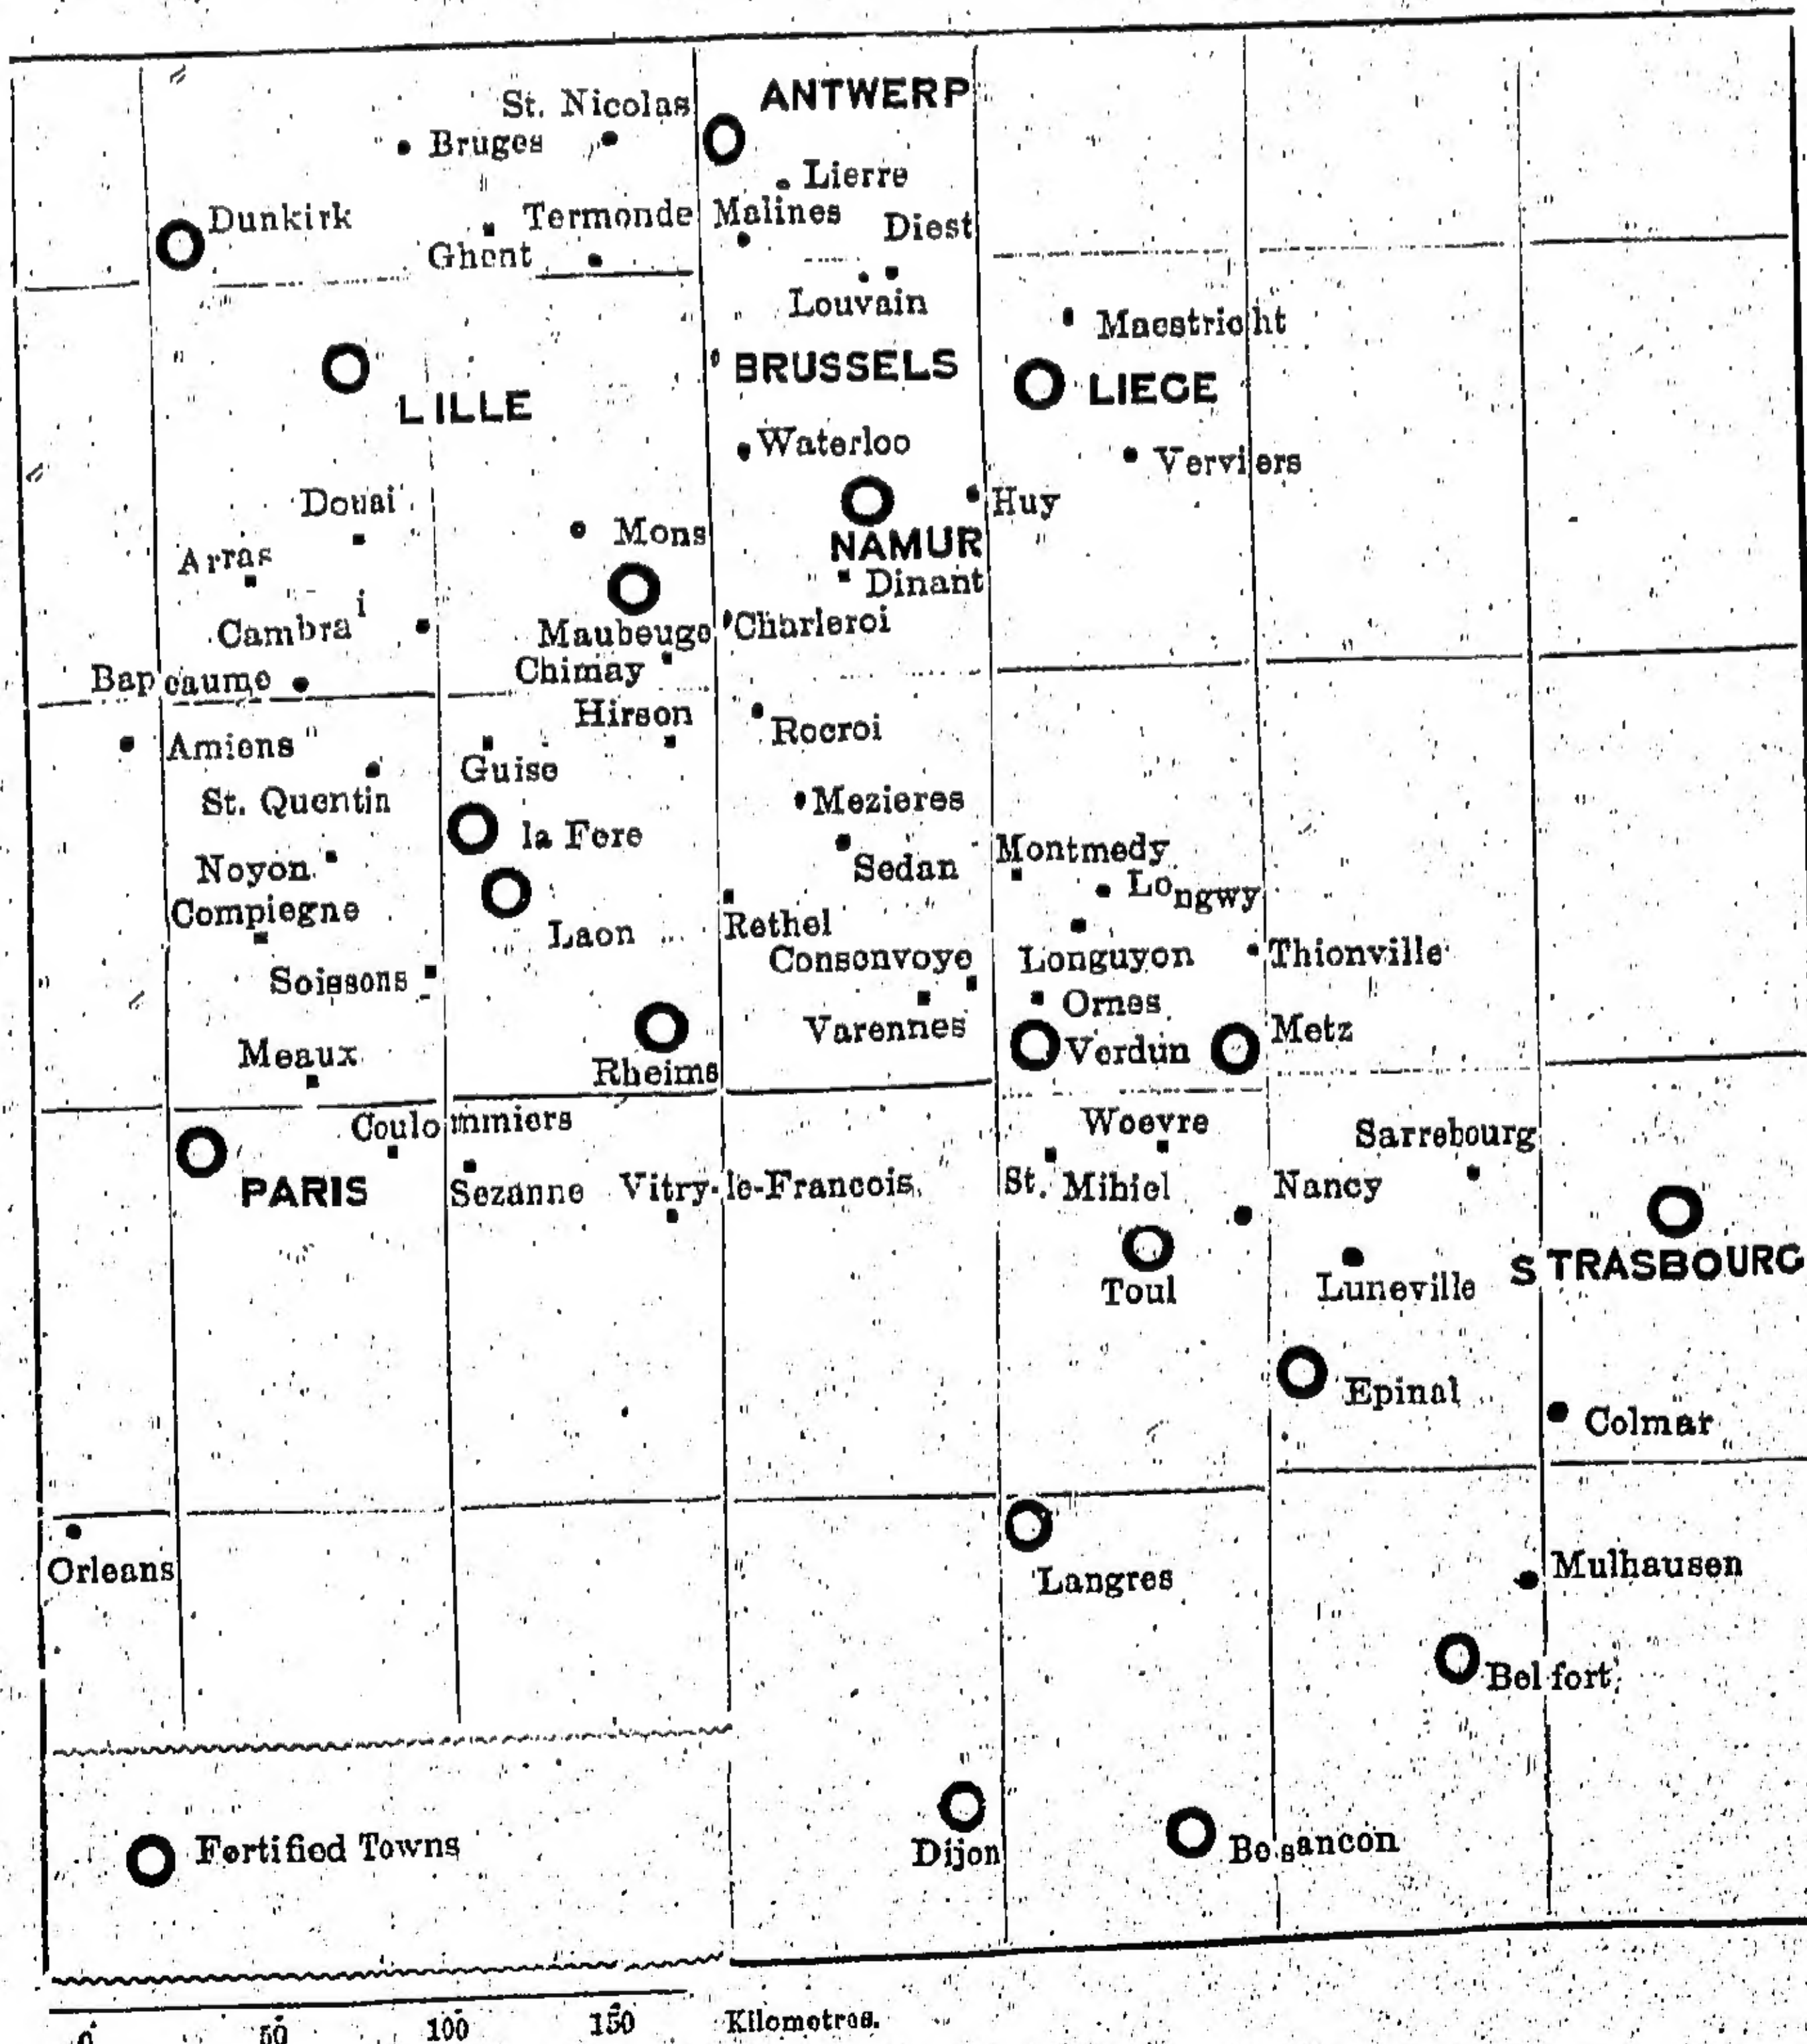 ANTWERP
St. Nicolas
Bruges
Lierre
Dunkirk
Termonde
Malines
Diest
Ghent
Louvain
Maestricht
BRUSSELS
LIEGE
LILLE
Waterloo
Verviers
Douai
Huy
Mons
NAMUR
Arras
Dinant
Cambrai
Maubeuge
Charleroi
Chimay
Bapeaume
Hirson
Rocroi
Amiens
Guise
St. Quentin
Mezieres
la Fere
Montmedy
Noyon
Sedan
Longwy
Compiegne
Laon
Rethel
Consonvoye
Longuyon
Thionville
Soissons
Ornes
Varennes
Metz
Meaux
Verdun
Rheims
Coulommiers
Woevre
Sarrebourg
PARIS
Sezanne
Vitry-le-Francois
St. Mihiel
Nancy
STRASBOURG
Toul
Luneville
Epinal
Colmar
Orleans
Langres
Mulhausen
Belfort
Fortified Towns
Dijon
Besancon
0 50 100 150 Kilometres.